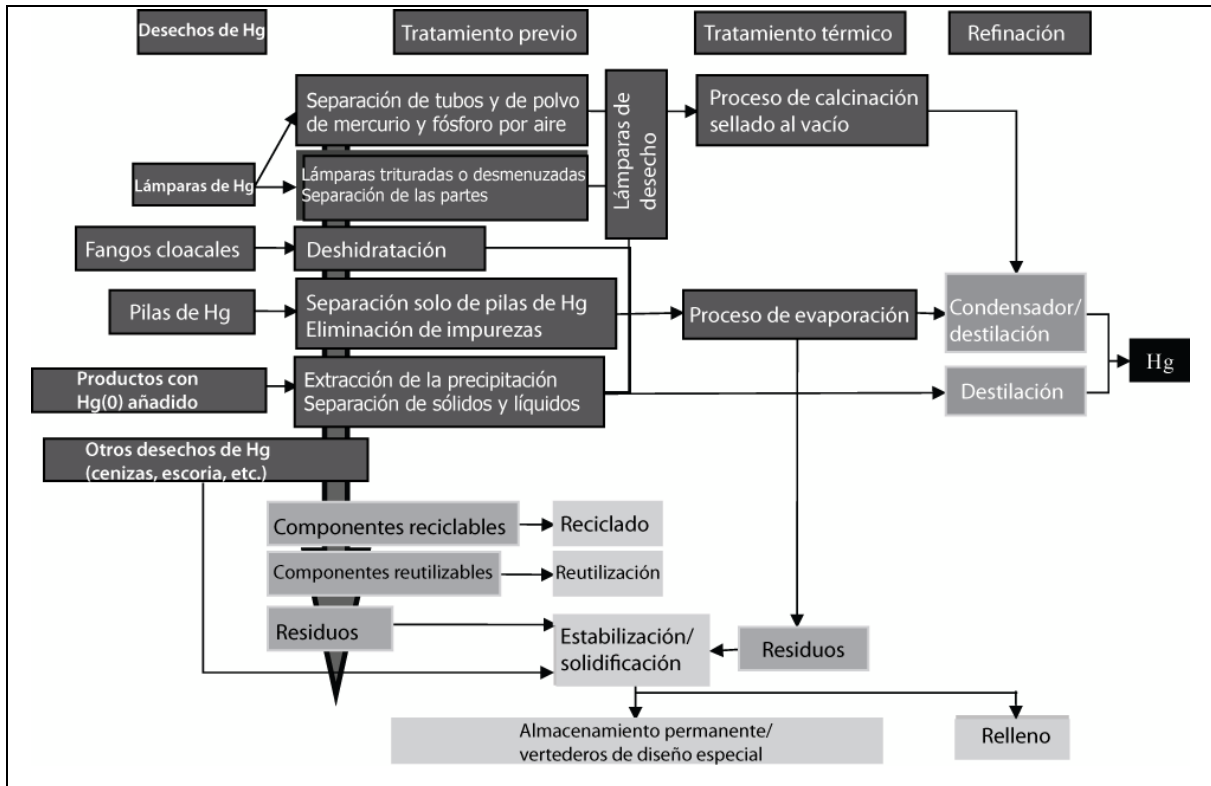 Desechos de Hg
Tratamiento previo
Tratamiento térmico
Refinación
Separación de tubos y de polvo
de mercurio y fósforo por aire
Lámparas de
desecho
Proceso de calcinación
sellado al vacío
Lámparas de Hg
Lámparas trituradas o desmenuzadas
Separación de las partes
Fangos cloacales
Deshidratación
Pilas de Hg
Separación solo de pilas de Hg
Eliminación de impurezas
Proceso de evaporación
Condensador/
destilación
Hg
Productos con
Hg(0) añadido
Extracción de la precipitación
Separación de sólidos y líquidos
Destilación
Otros desechos de Hg
(cenizas, escoria, etc.)
Componentes reciclables
Reciclado
Componentes reutilizables
Reutilización
Residuos
Estabilización/
solidificación
Residuos
Almacenamiento permanente/
vertederos de diseño especial
Relleno